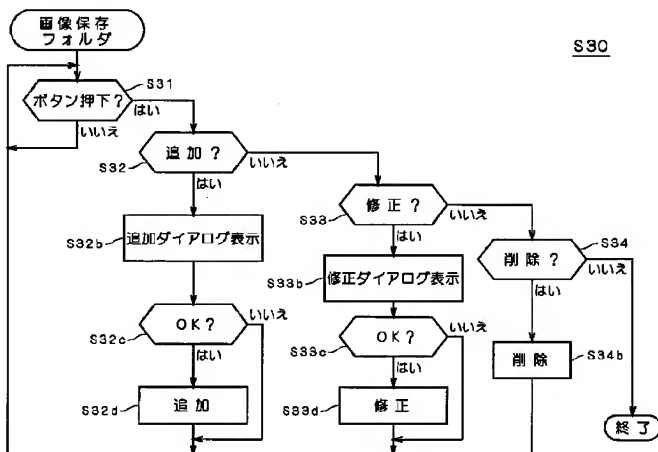 画像保存
フォルダ
S30
S31
ボタン押下？
はい
いいえ
追加？
S32
いいえ
はい
修正？
S33
いいえ
はい
S34
削除？
いいえ
はい
追加ダイアログ表示
S32b
修正ダイアログ表示
S33b
OK？
S32c
いいえ
はい
OK？
S33c
いいえ
はい
削除
S34b
追加
S32d
修正
S33d
終了